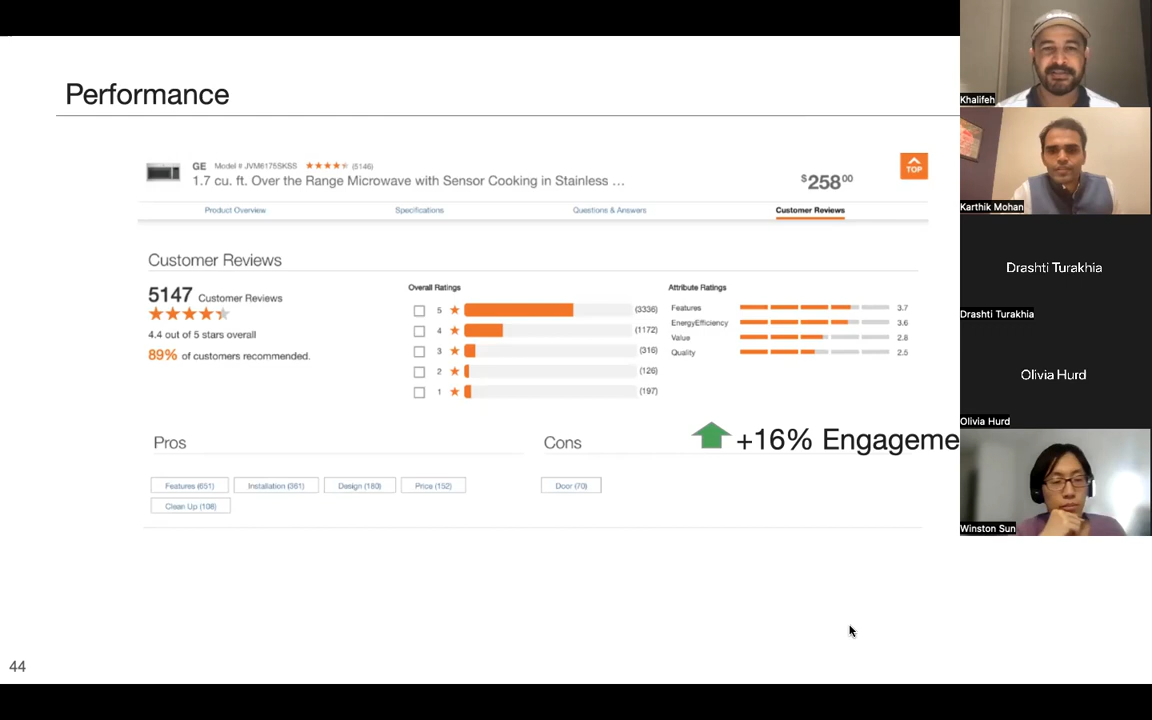 Performance
GE Model # JVM6175SKSS (5146)
1.7 cu. ft. Over the Range Microwave with Sensor Cooking in Stainless ...
$258 00
TOP
Product Overview Specifications Questions & Answers Customer Reviews
Customer Reviews
5147 Customer Reviews
4.4 out of 5 stars overall
89% of customers recommended.
Overall Ratings
5 (3336)
4 (1172)
3 (316)
2 (126)
1 (197)
Attribute Ratings
Features 3.7
EnergyEfficiency 3.6
Value 2.8
Quality 2.5
+16% Engageme
Pros
Features (651) Installation (361) Design (180) Price (152)
Clean Up (108)
Cons
Door (70)
44
Khalifeh
Karthik Mohan
Drashti Turakhia
Drashti Turakhia
Olivia Hurd
Olivia Hurd
Winston Sun